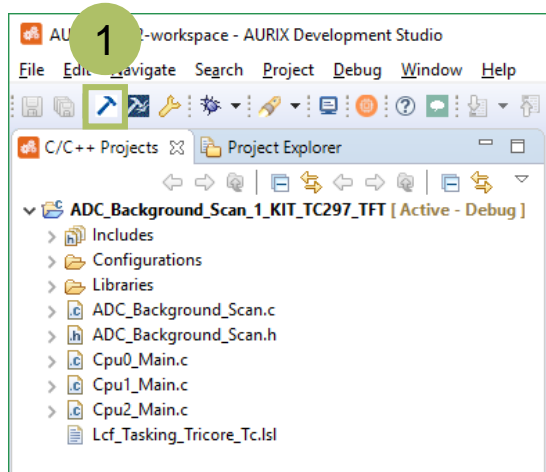 1
2-workspace - AURIX Development Studio
File Edit Navigate Search Project Debug Window Help
C/C++ Projects Project Explorer
ADC_Background_Scan_1_KIT_TC297_TFT [ Active - Debug ]
Includes
Configurations
Libraries
.c ADC_Background_Scan.c
.h ADC_Background_Scan.h
.c Cpu0_Main.c
.c Cpu1_Main.c
.c Cpu2_Main.c
Lcf_Tasking_Tricore_Tc.lsl